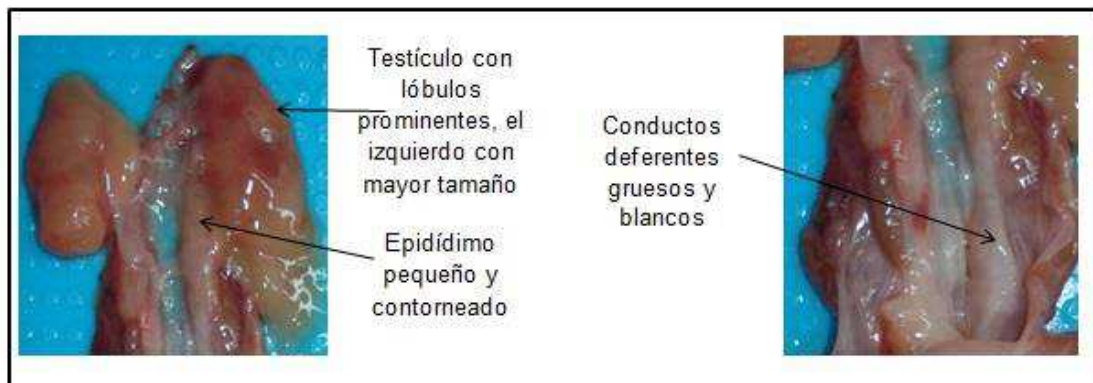 Testículo con
lóbulos
prominentes, el
izquierdo con
mayor tamaño
Epidídimo
pequeño y
contorneado
Conductos
deferentes
gruesos y
blancos